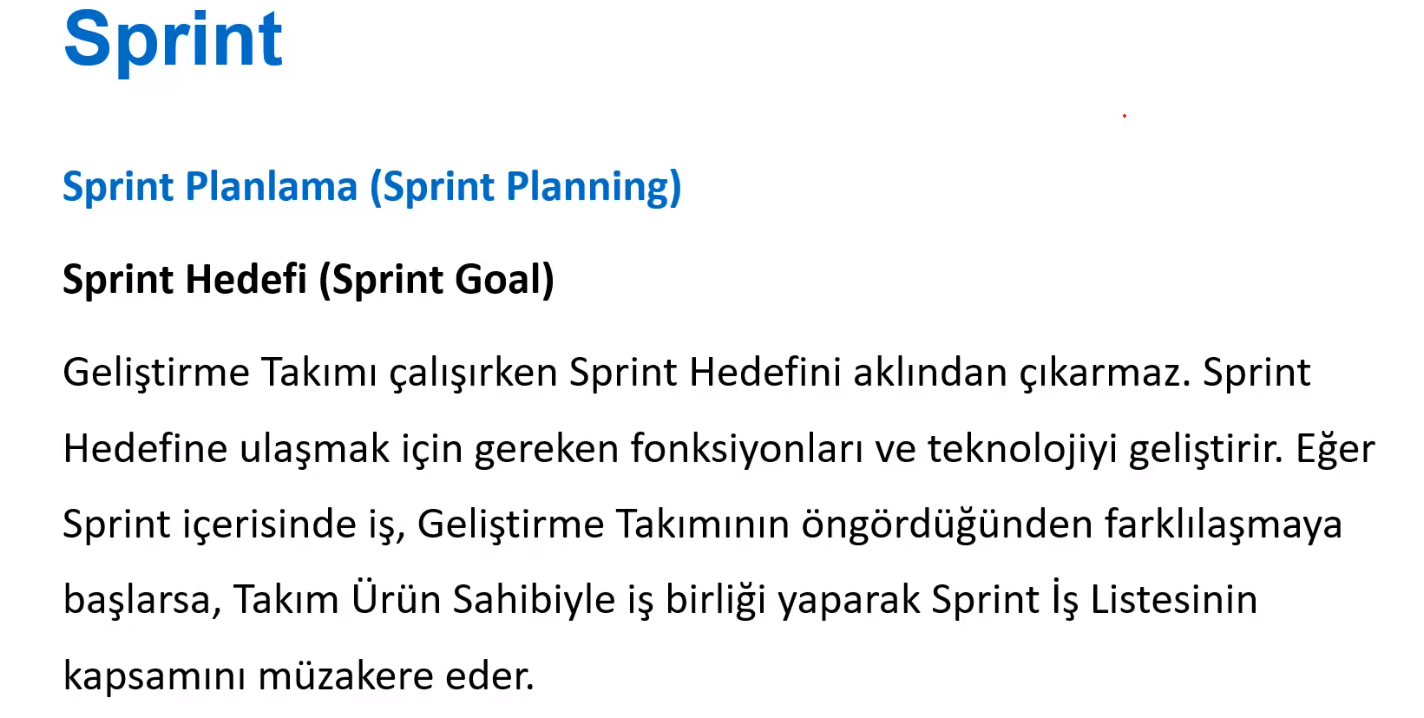 Sprint
Sprint Planlama (Sprint Planning)
Sprint Hedefi (Sprint Goal)
Geliştirme Takımı çalışırken Sprint Hedefini aklından çıkarmaz. Sprint
Hedefine ulaşmak için gereken fonksiyonları ve teknolojiyi geliştirir. Eğer
Sprint içerisinde iş, Geliştirme Takımının öngördüğünden farklılaşmaya
başlarsa, Takım Ürün Sahibiyle iş birliği yaparak Sprint İş Listesinin
kapsamını müzakere eder.